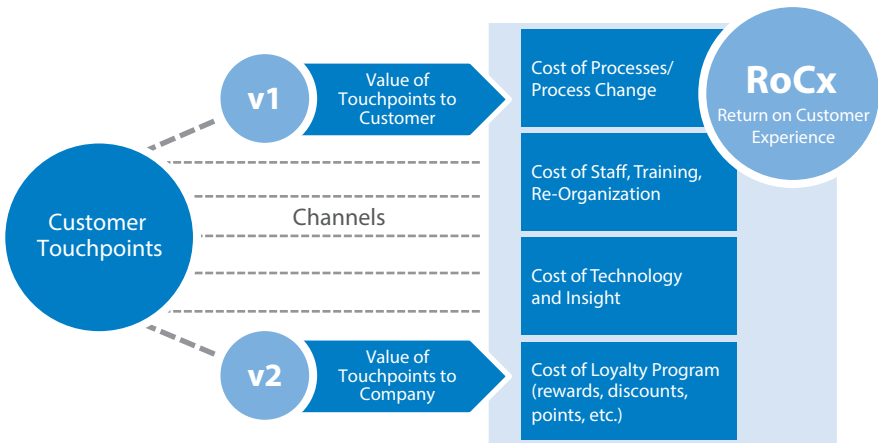 v1
Value of
Touchpoints to
Customer
Cost of Processes/
Process Change
RoCx
Return on Customer
Experience
Cost of Staff, Training,
Re-Organization
Customer
Touchpoints
Channels
Cost of Technology
and Insight
v2
Value of
Touchpoints to
Company
Cost of Loyalty Program
(rewards, discounts,
points, etc.)